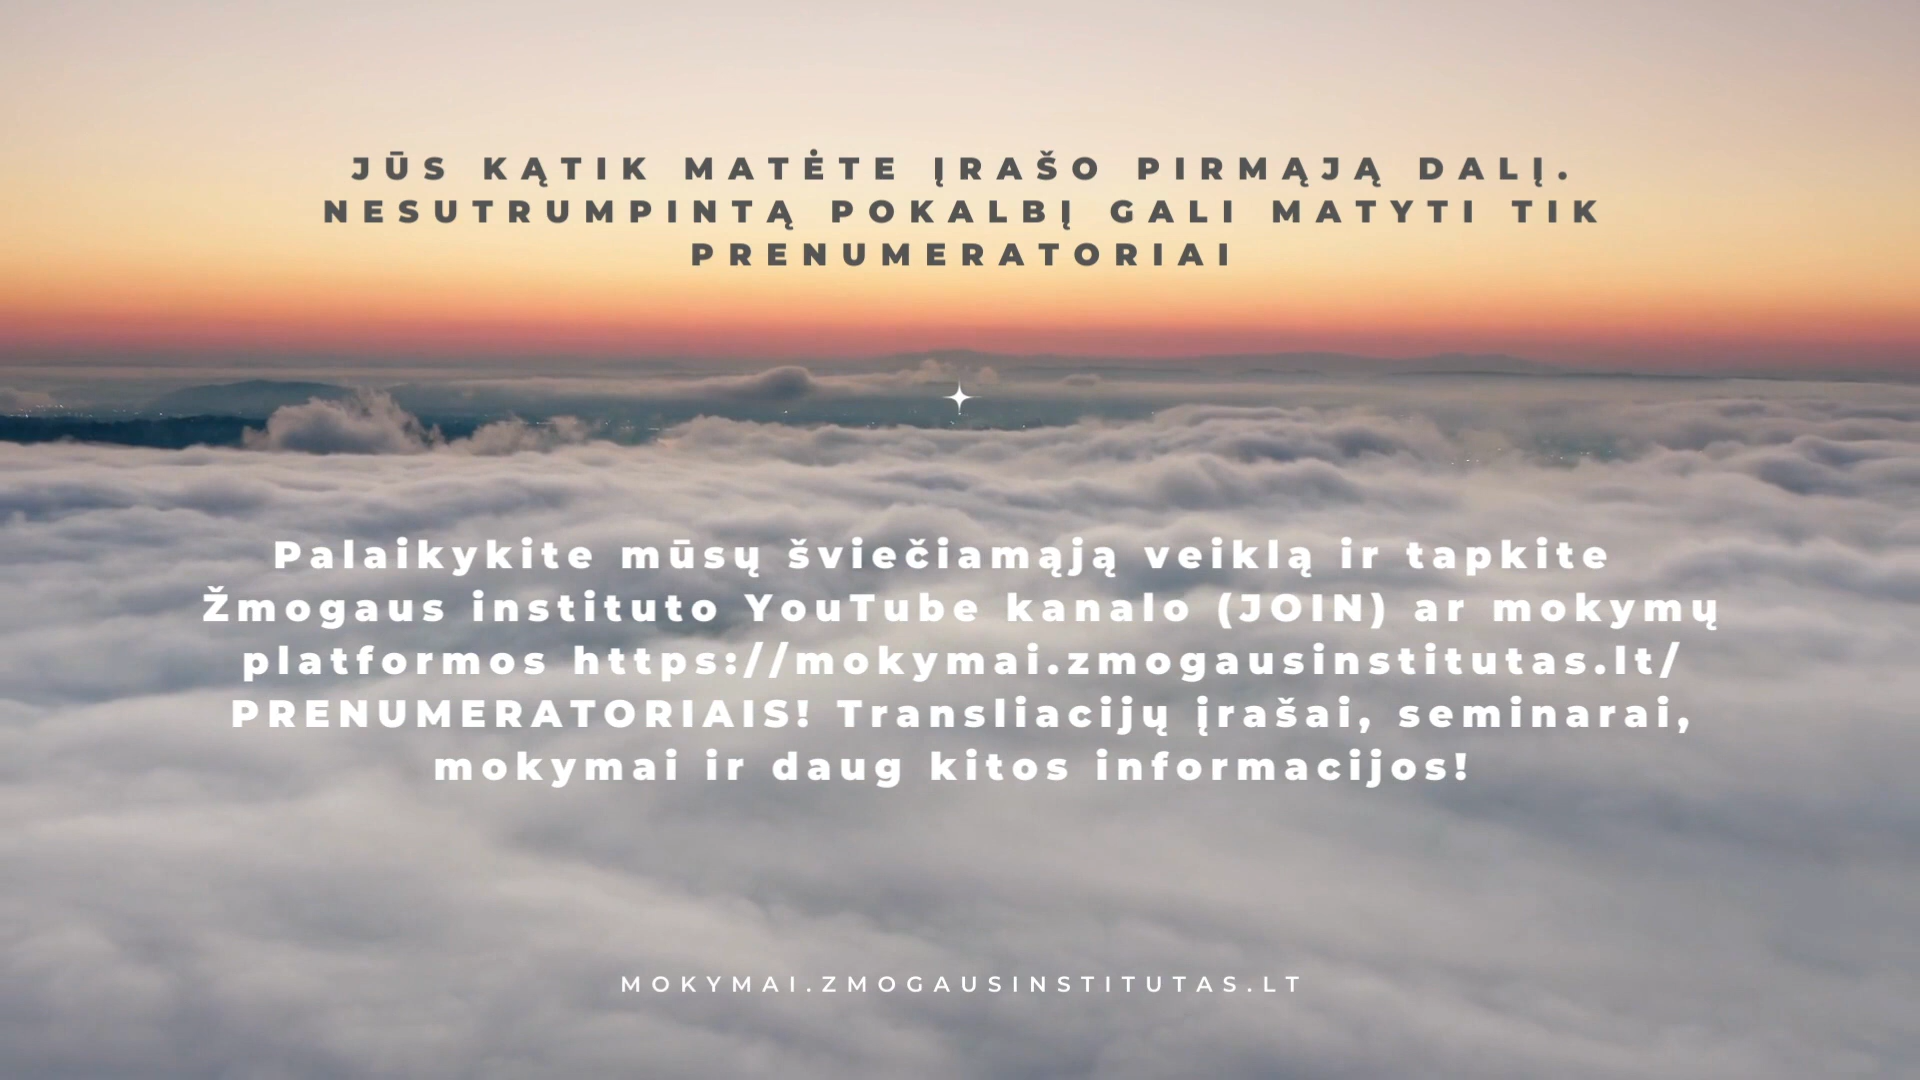 JŪS KĄTIK MATĖTE ĮRAŠO PIRMĄJĄ DALĮ.
NESUTRUMPINTĄ POKALBĮ GALI MATYTI TIK
PRENUMERATORIAI
Palaikykite mūsų šviečiamąją veiklą ir tapkite
Žmogaus instituto YouTube kanalo (JOIN) ar mokymų
platformos https://mokymai.zmogausinstitutas.lt/
PRENUMERATORIAIS! Transliacijų įrašai, seminarai,
mokymai ir daug kitos informacijos!
MOKYMAI.ZMOGAUSINSTITUTAS.LT